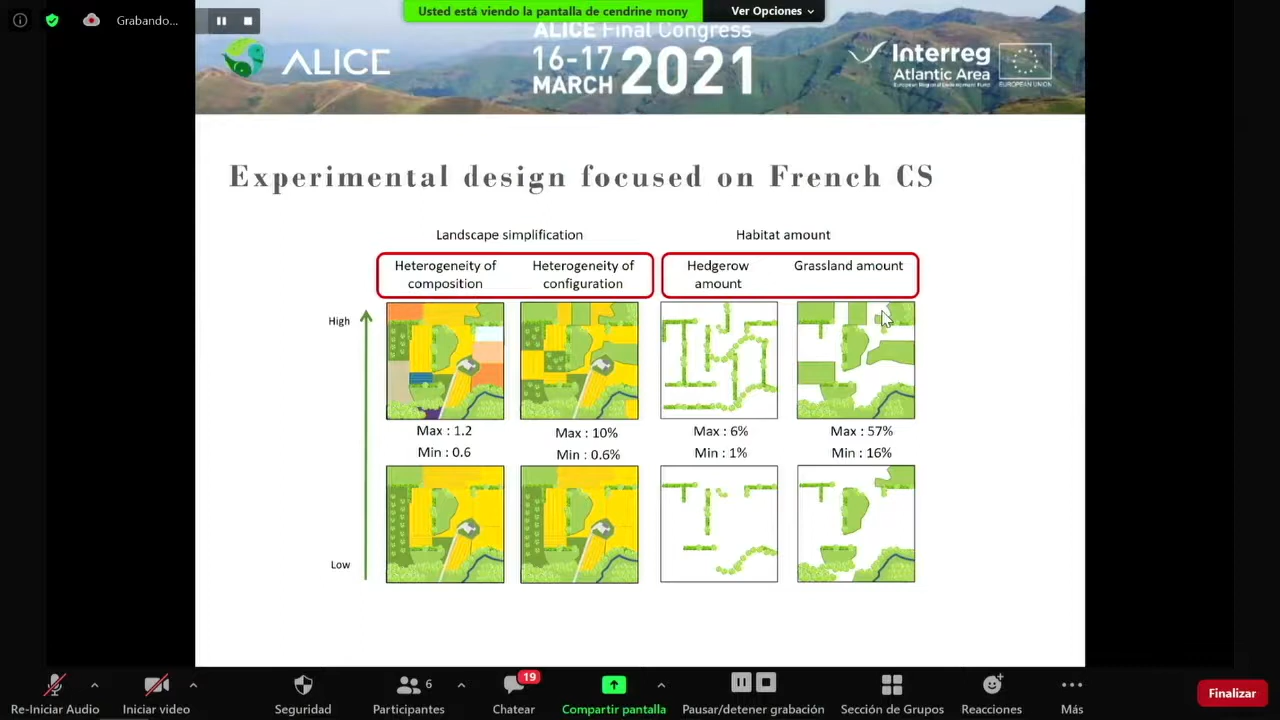 Grabando...
Usted está viendo la pantalla de cendrine mony
Ver Opciones
ALICE
ALICE Final Congress
16-17
MARCH 2021
Interreg
Atlantic Area
European Regional Development Fund
EUROPEAN UNION
Experimental design focused on French CS
Landscape simplification
Habitat amount
Heterogeneity of
composition
Heterogeneity of
configuration
Hedgerow
amount
Grassland amount
High
Max : 1.2
Min : 0.6
Max : 10%
Min : 0.6%
Max : 6%
Min : 1%
Max : 57%
Min : 16%
Low
Re-Iniciar Audio
Iniciar video
Seguridad
6
Participantes
19
Chatear
Compartir pantalla
Pausar/detener grabación
Sección de Grupos
Reacciones
Más
Finalizar